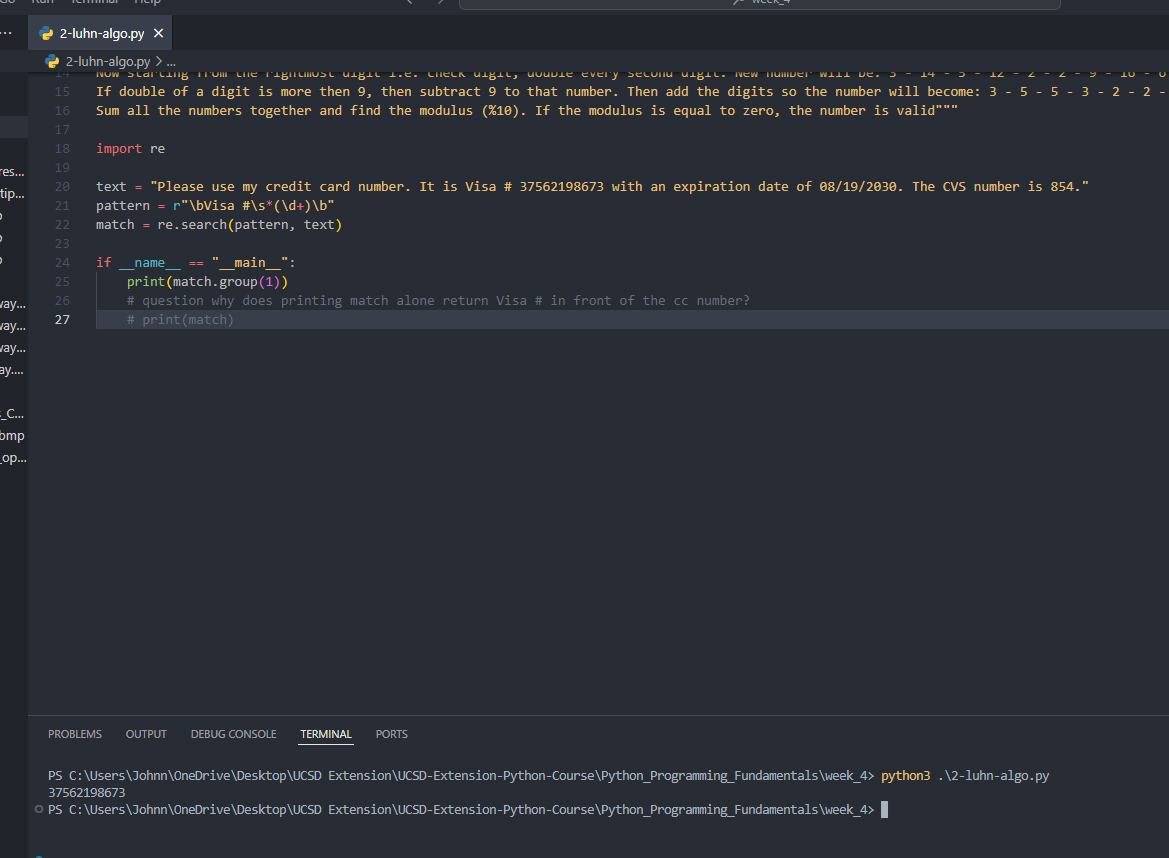 Go Run Terminal Help week_4
2-luhn-algo.py
2-luhn-algo.py > ...
14 Now starting from the rightmost digit i.e. check digit, double every second digit. New number will be: 3 - 14 - 5 - 12 - 2 - 2 - 9 - 16 - 6
15 If double of a digit is more then 9, then subtract 9 to that number. Then add the digits so the number will become: 3 - 5 - 5 - 3 - 2 - 2 -
16 Sum all the numbers together and find the modulus (%10). If the modulus is equal to zero, the number is valid"""
17
18 import re
19
20 text = "Please use my credit card number. It is Visa # 37562198673 with an expiration date of 08/19/2030. The CVS number is 854."
21 pattern = r"\bVisa #\s*(\d+)\b"
22 match = re.search(pattern, text)
23
24 if __name__ == "__main__":
25 print(match.group(1))
26 # question why does printing match alone return Visa # in front of the cc number?
27 # print(match)
res...
tip...
way...
way...
way...
ay....
_C...
bmp
_op...
PROBLEMS OUTPUT DEBUG CONSOLE TERMINAL PORTS
PS C:\Users\Johnn\OneDrive\Desktop\UCSD Extension\UCSD-Extension-Python-Course\Python_Programming_Fundamentals\week_4> python3 .\2-luhn-algo.py
37562198673
PS C:\Users\Johnn\OneDrive\Desktop\UCSD Extension\UCSD-Extension-Python-Course\Python_Programming_Fundamentals\week_4>